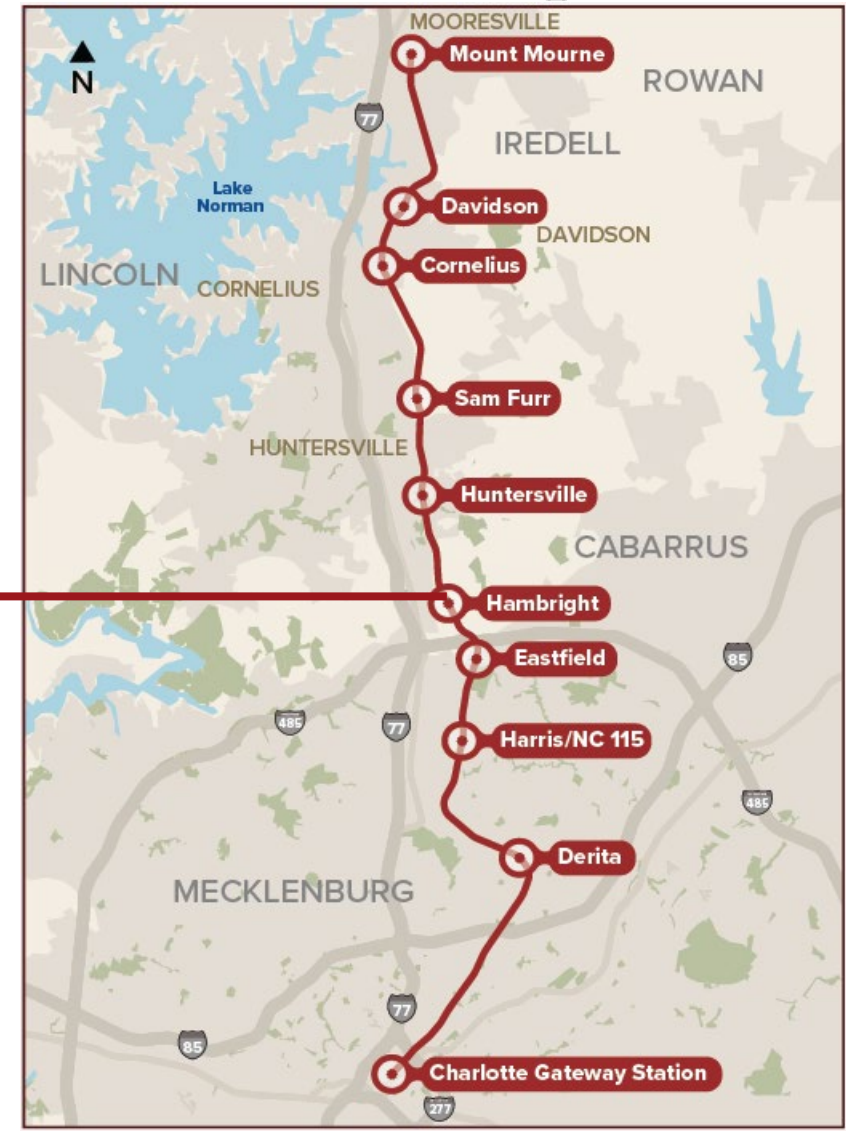 MOORESVILLE
Mount Mourne
N
ROWAN
77
IREDELL
Lake
Norman
Davidson
DAVIDSON
Cornelius
LINCOLN
CORNELIUS
Sam Furr
HUNTERSVILLE
Huntersville
CABARRUS
Hambright
Eastfield
85
485
77
Harris/NC 115
485
Derita
MECKLENBURG
77
85
Charlotte Gateway Station
277